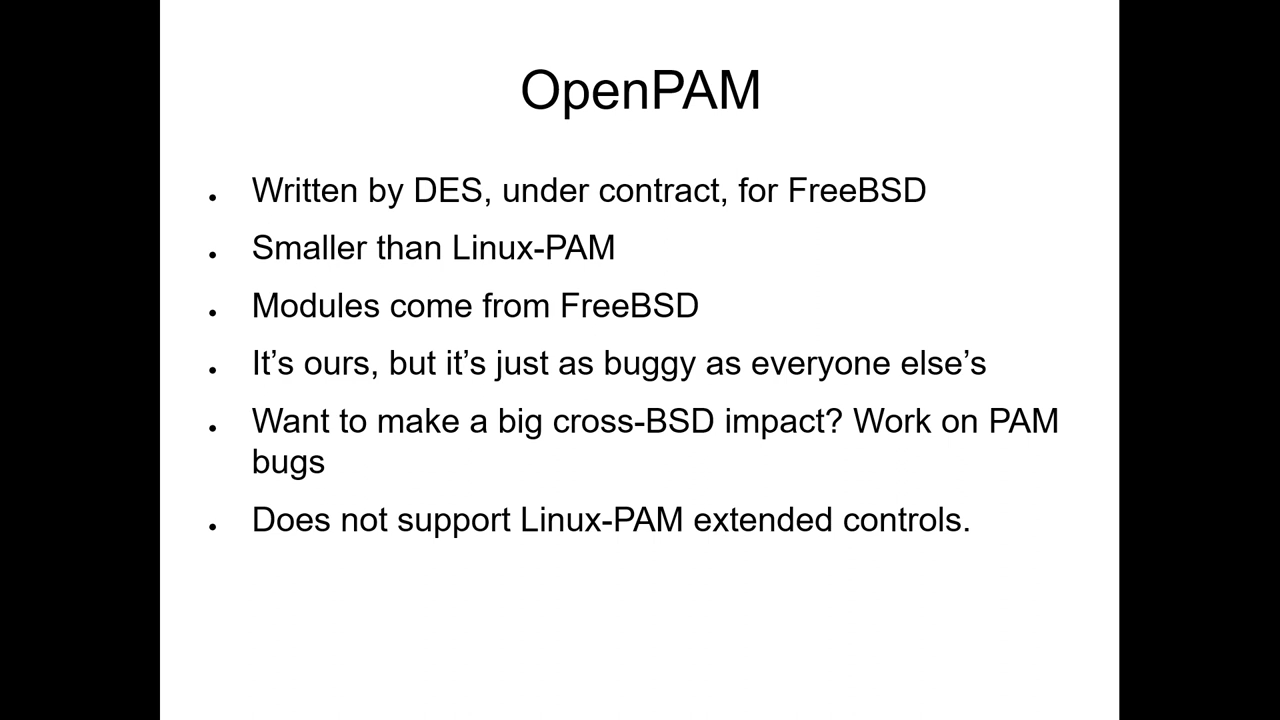 OpenPAM
● Written by DES, under contract, for FreeBSD
● Smaller than Linux-PAM
● Modules come from FreeBSD
● It’s ours, but it’s just as buggy as everyone else’s
● Want to make a big cross-BSD impact? Work on PAM
bugs
● Does not support Linux-PAM extended controls.